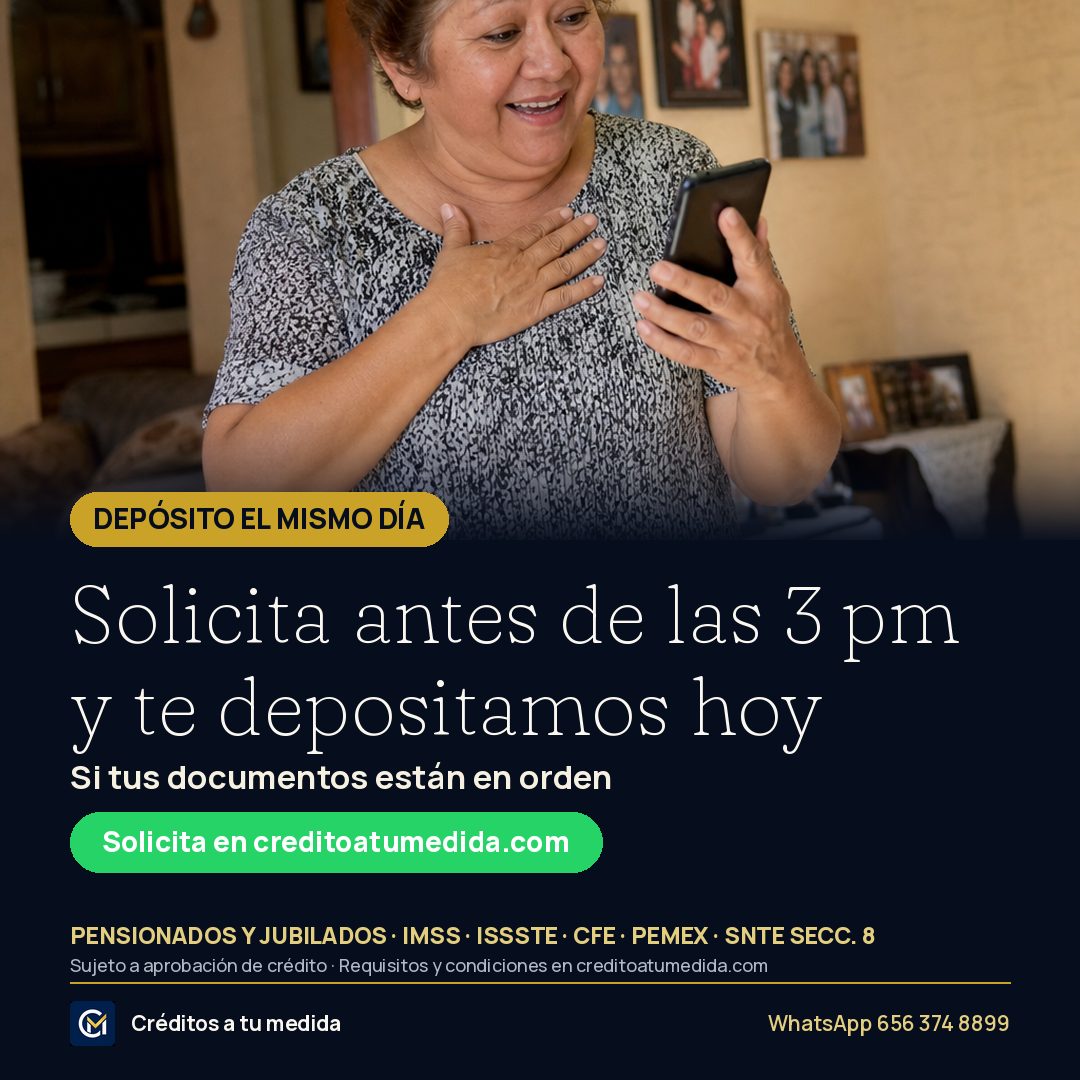 DEPÓSITO EL MISMO DÍA
Solicita antes de las 3 pm
y te depositamos hoy
Si tus documentos están en orden
Solicita en creditoatumedida.com
PENSIONADOS Y JUBILADOS · IMSS · ISSSTE · CFE · PEMEX · SNTE SECC. 8
Sujeto a aprobación de crédito · Requisitos y condiciones en creditoatumedida.com
Créditos a tu medida
WhatsApp 656 374 8899